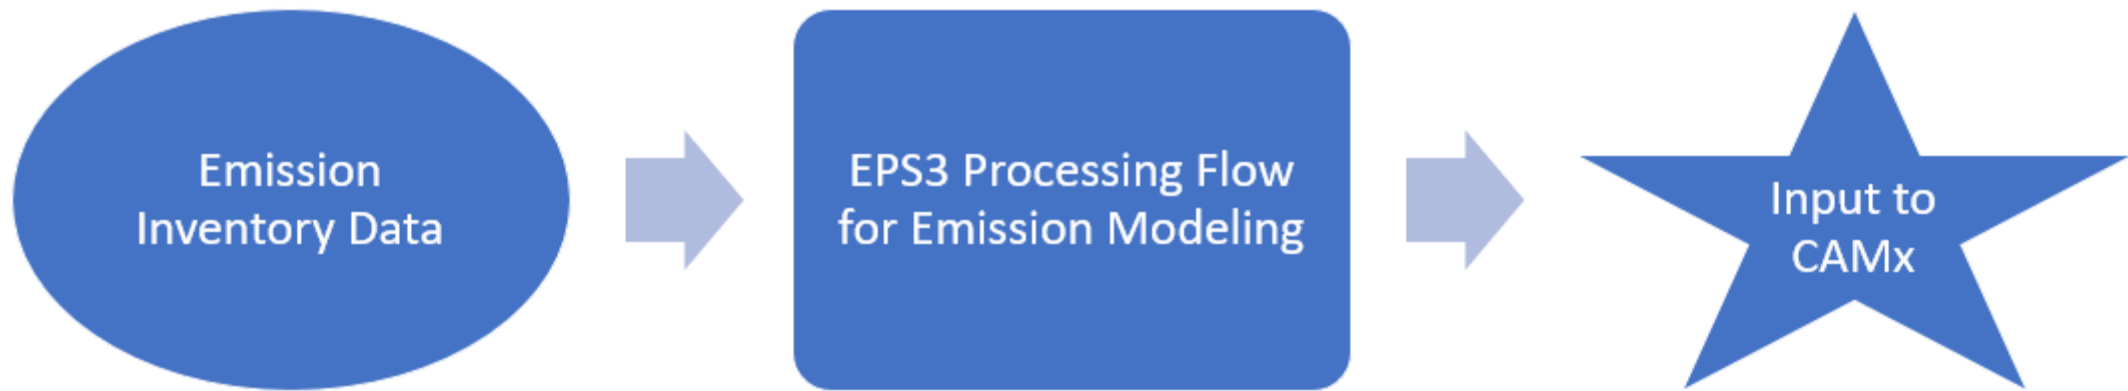 Emission
Inventory Data
EPS3 Processing Flow
for Emission Modeling
Input to
CAMx